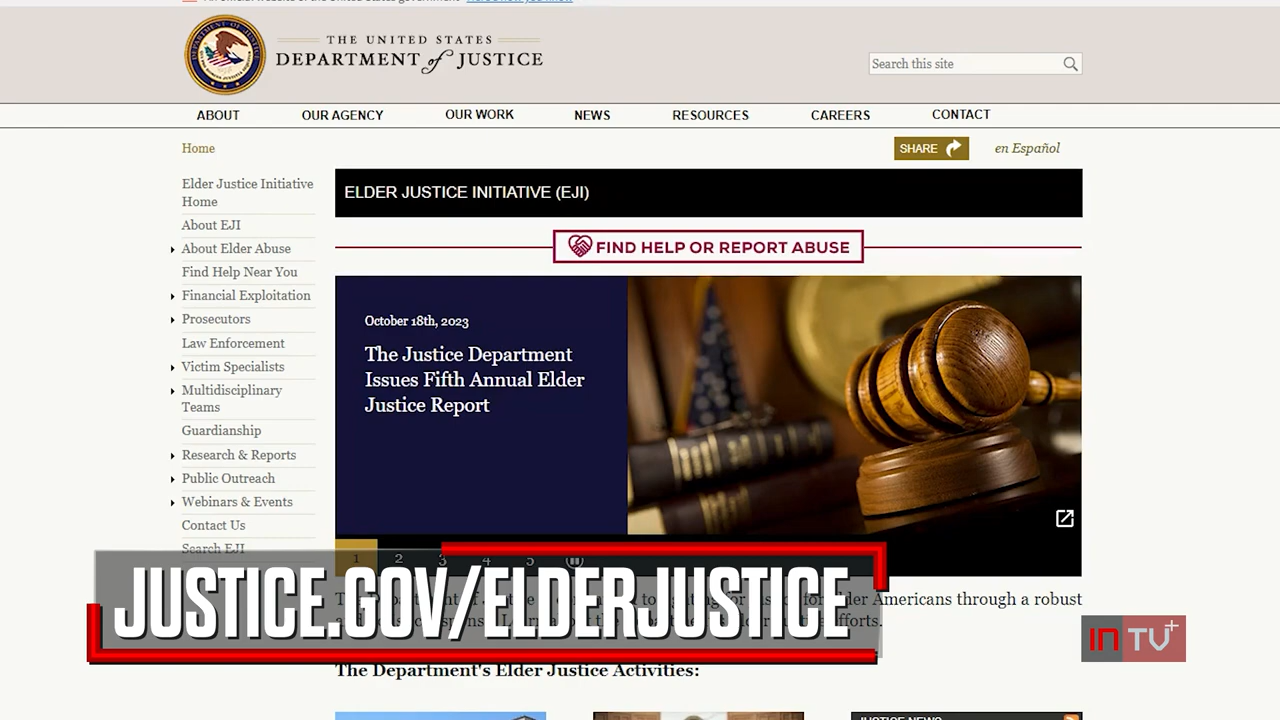 THE UNITED STATES
DEPARTMENT of JUSTICE
Search this site
ABOUT
OUR AGENCY
OUR WORK
NEWS
RESOURCES
CAREERS
CONTACT
Home
SHARE
en Español
Elder Justice Initiative
Home
About EJI
About Elder Abuse
Find Help Near You
Financial Exploitation
Prosecutors
Law Enforcement
Victim Specialists
Multidisciplinary
Teams
Guardianship
Research & Reports
Public Outreach
Webinars & Events
Contact Us
Search EJI
ELDER JUSTICE INITIATIVE (EJI)
FIND HELP OR REPORT ABUSE
October 18th, 2023
The Justice Department
Issues Fifth Annual Elder
Justice Report
1
2
3
4
5
Americans through a robust
efforts.
JUSTICE.GOV/ELDERJUSTICE
The Department's Elder Justice Activities:
JUSTICE NEWS
INTV+